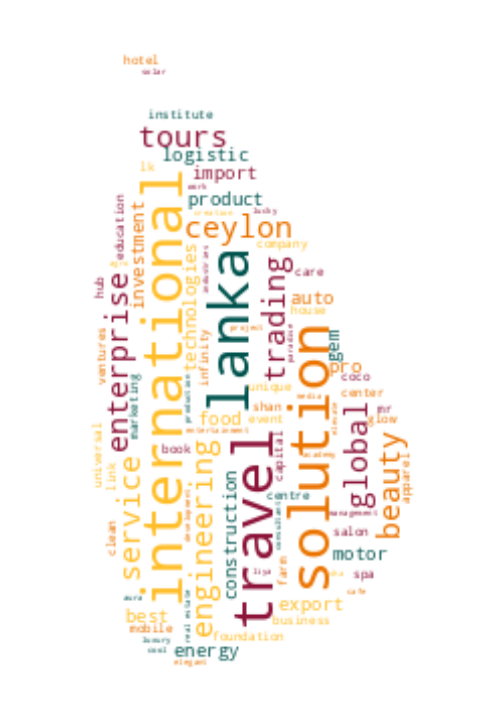 hotel
solar
institute
tours
logistic
lk
import
work
product
education
investment
international
creation
lucky
ceylon
company
technologies
industries
lanka
trading
care
hub
enterprise
auto
house
ventures
infinity
project
paradise
gem
pro
marketing
production
unique
media
coco
center
solution
food
event
shan
elevate
global
mr
glow
universal
link
entertainment
book
travel
capital
academy
beauty
apparel
service
engineering
development
construction
centre
consultant
management
salon
clean
motor
liya
farm
spa
cafe
aura
real estate
best
export
mobile
business
luxury
foundation
cool
energy
elegant